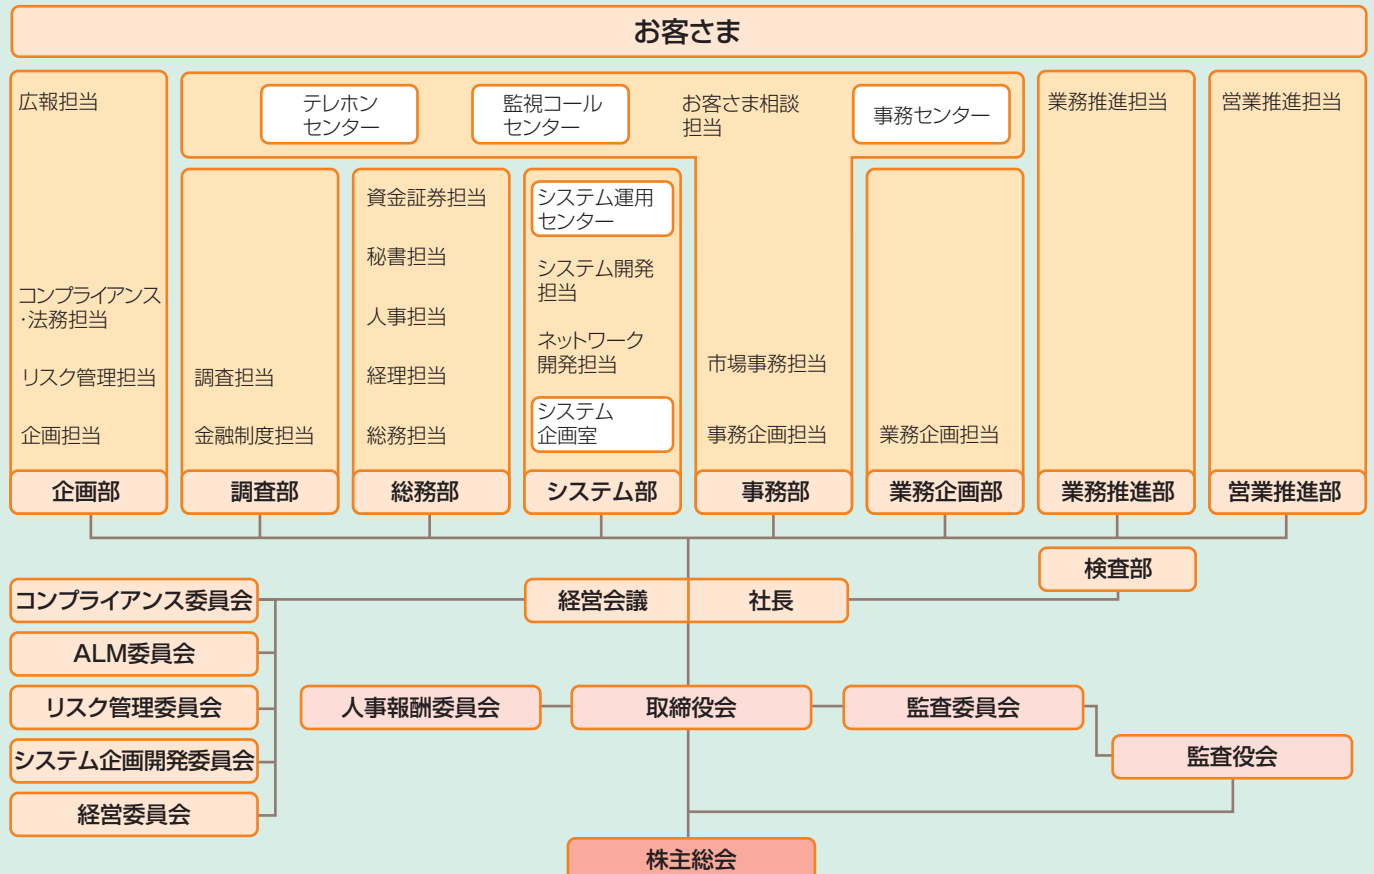 お客さま
広報担当
コンプライアンス
・法務担当
リスク管理担当
企画担当
企画部
テレホン
センター
監視コール
センター
お客さま相談
担当
事務センター
調査担当
金融制度担当
調査部
資金証券担当
秘書担当
人事担当
経理担当
総務担当
総務部
システム運用
センター
システム開発
担当
ネットワーク
開発担当
システム
企画室
システム部
市場事務担当
事務企画担当
事務部
業務企画担当
業務企画部
業務推進担当
業務推進部
営業推進担当
営業推進部
検査部
コンプライアンス委員会
経営会議
社長
ALM委員会
リスク管理委員会
システム企画開発委員会
経営委員会
人事報酬委員会
取締役会
監査委員会
監査役会
株主総会